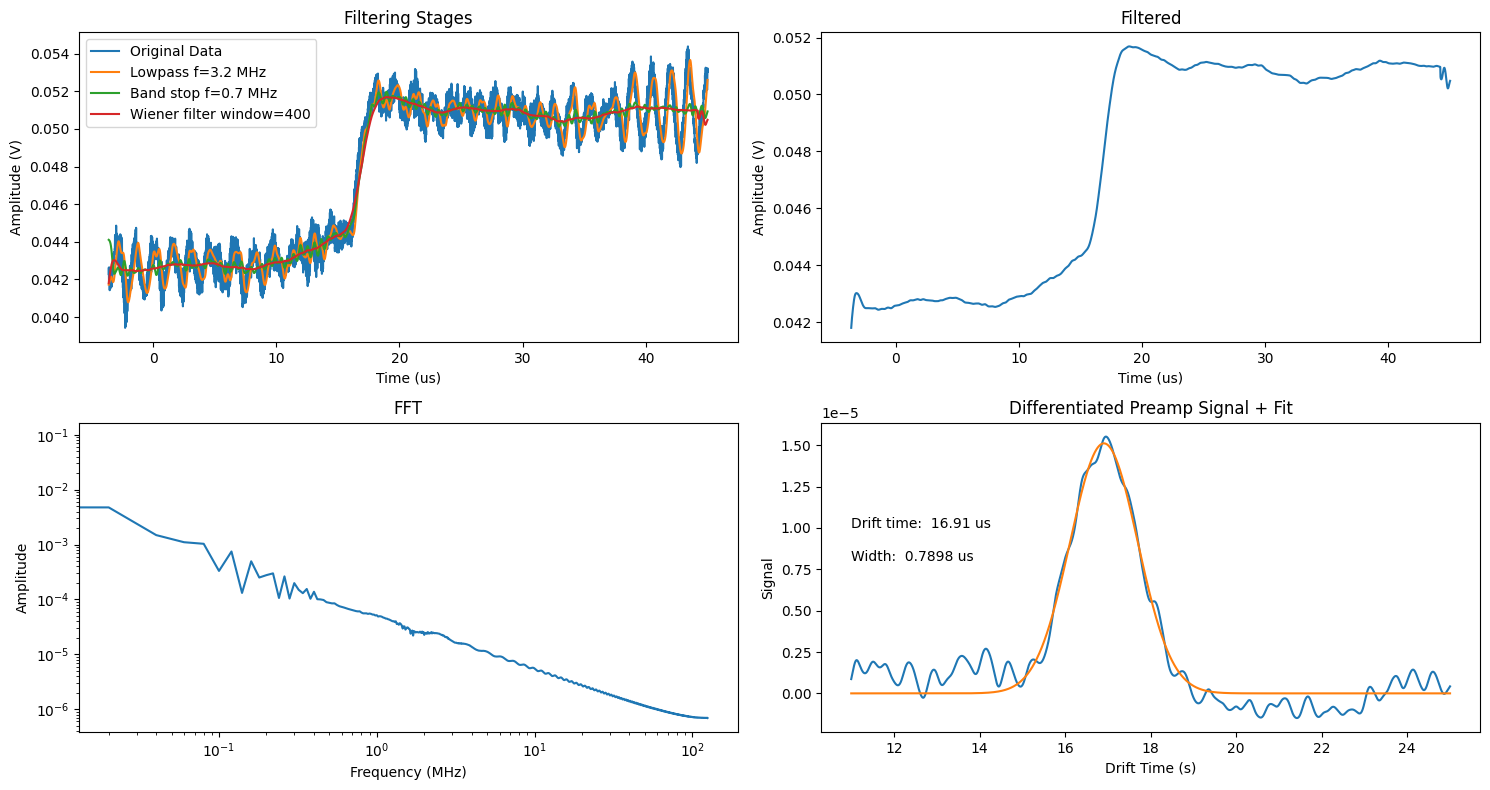 Filtering Stages
0.054
0.052
0.050
0.048
0.046
0.044
0.042
0.040
Amplitude (V)
Original Data
Lowpass f=3.2 MHz
Band stop f=0.7 MHz
Wiener filter window=400
0 10 20 30 40
Time (us)
Filtered
0.052
0.050
0.048
0.046
0.044
0.042
Amplitude (V)
0 10 20 30 40
Time (us)
FFT
10⁻¹
10⁻²
10⁻³
10⁻⁴
10⁻⁵
10⁻⁶
Amplitude
10⁻¹ 10⁰ 10¹ 10²
Frequency (MHz)
Differentiated Preamp Signal + Fit
1e−5
1.50
1.25
1.00
0.75
0.50
0.25
0.00
Signal
Drift time: 16.91 us
Width: 0.7898 us
12 14 16 18 20 22 24
Drift Time (s)